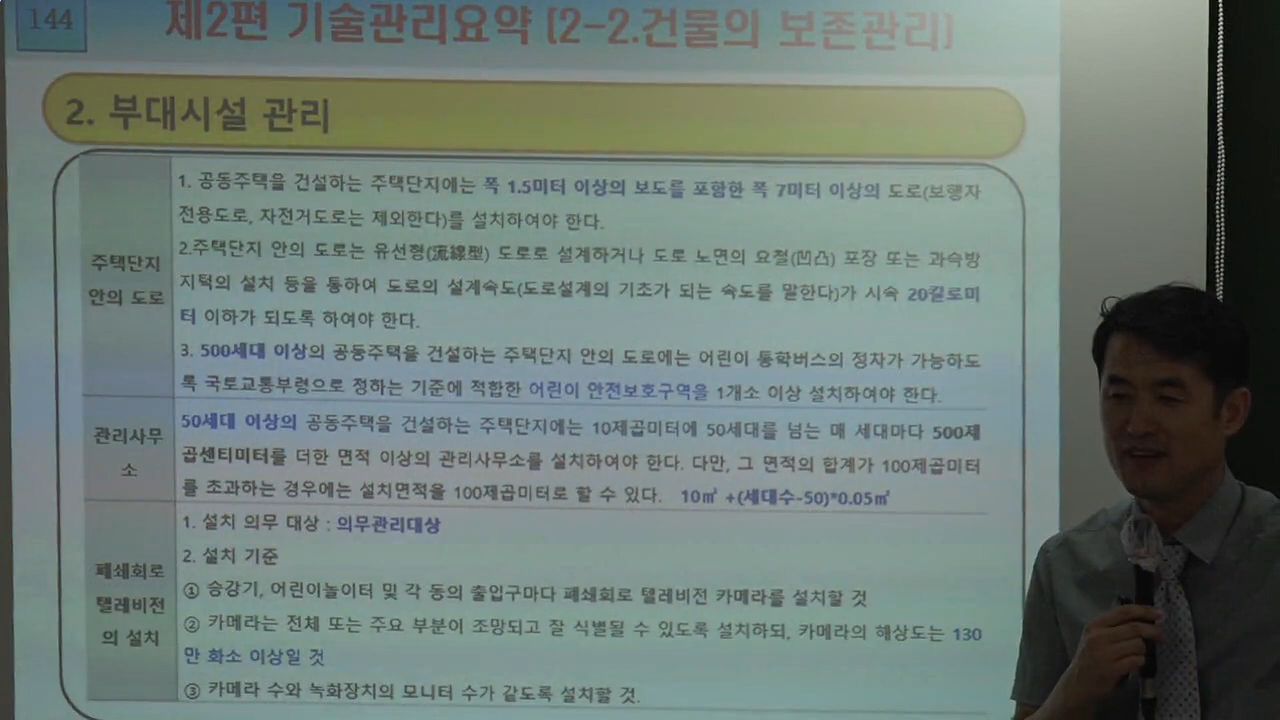 144
제2편 기술관리요약 [2-2.건물의 보존관리]
2. 부대시설 관리
주택단지
안의 도로
1. 공동주택을 건설하는 주택단지에는 폭 1.5미터 이상의 보도를 포함한 폭 7미터 이상의 도로(보행자
전용도로, 자전거도로는 제외한다)를 설치하여야 한다.
2.주택단지 안의 도로는 유선형(流線型) 도로로 설계하거나 도로 노면의 요철(凹凸) 포장 또는 과속방
지턱의 설치 등을 통하여 도로의 설계속도(도로설계의 기초가 되는 속도를 말한다)가 시속 20킬로미
터 이하가 되도록 하여야 한다.
3. 500세대 이상의 공동주택을 건설하는 주택단지 안의 도로에는 어린이 통학버스의 정차가 가능하도
록 국토교통부령으로 정하는 기준에 적합한 어린이 안전보호구역을 1개소 이상 설치하여야 한다.
관리사무
소
50세대 이상의 공동주택을 건설하는 주택단지에는 10제곱미터에 50세대를 넘는 매 세대마다 500제
곱센티미터를 더한 면적 이상의 관리사무소를 설치하여야 한다. 다만, 그 면적의 합계가 100제곱미터
를 초과하는 경우에는 설치면적을 100제곱미터로 할 수 있다. 10㎡ +(세대수-50)*0.05㎡
폐쇄회로
텔레비전
의 설치
1. 설치 의무 대상 : 의무관리대상
2. 설치 기준
① 승강기, 어린이놀이터 및 각 동의 출입구마다 폐쇄회로 텔레비전 카메라를 설치할 것
② 카메라는 전체 또는 주요 부분이 조망되고 잘 식별될 수 있도록 설치하되, 카메라의 해상도는 130
만 화소 이상일 것
③ 카메라 수와 녹화장치의 모니터 수가 같도록 설치할 것.